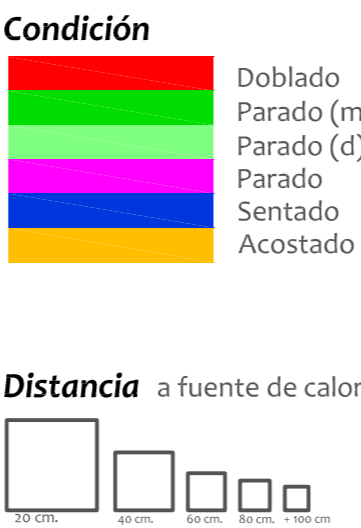 Condición
Doblado
Parado (m
Parado (d)
Parado
Sentado
Acostado
Distancia a fuente de calor
20 cm. 40 cm. 60 cm. 80 cm. + 100 cm